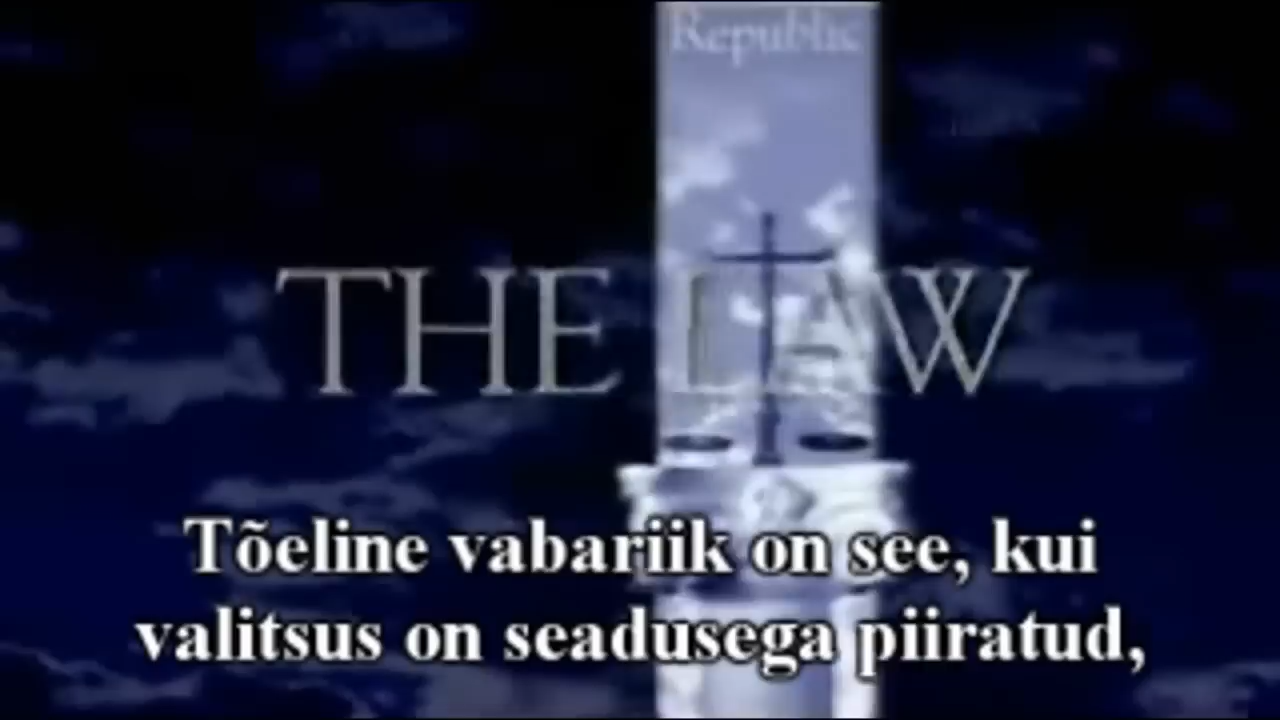 Republic
THE LAW
Tõeline vabariik on see, kui
valitsus on seadusega piiratud,